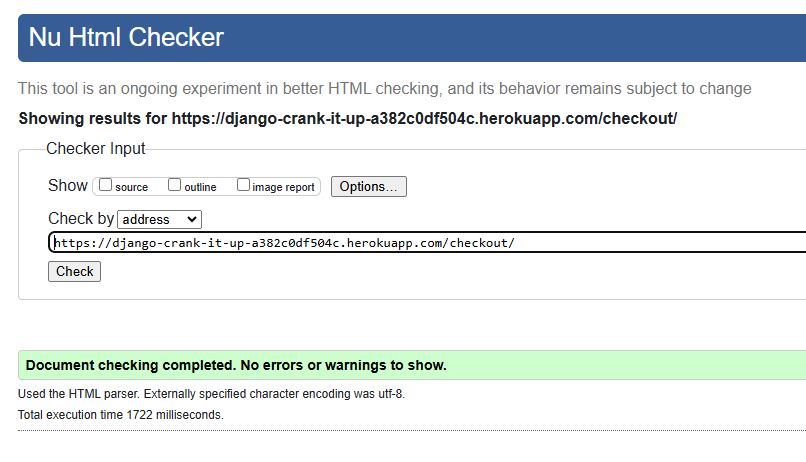 Nu Html Checker
This tool is an ongoing experiment in better HTML checking, and its behavior remains subject to change
Showing results for https://django-crank-it-up-a382c0df504c.herokuapp.com/checkout/
Checker Input
Show source outline image report Options...
Check by address
https://django-crank-it-up-a382c0df504c.herokuapp.com/checkout/
Check
Document checking completed. No errors or warnings to show.
Used the HTML parser. Externally specified character encoding was utf-8.
Total execution time 1722 milliseconds.